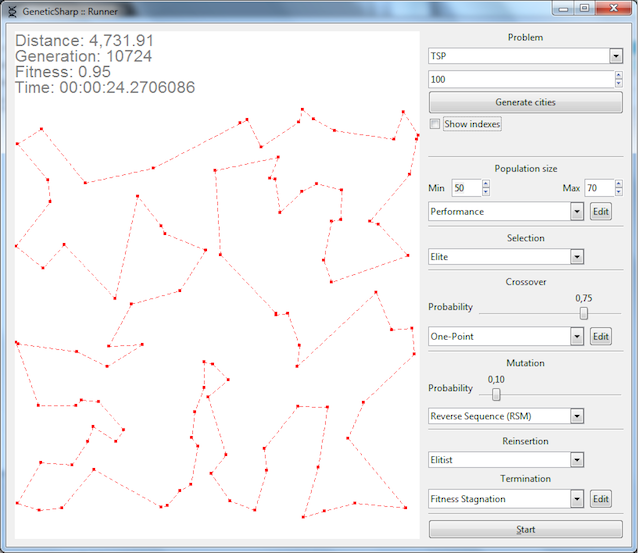 GeneticSharp :: Runner
Distance: 4,731.91
Generation: 10724
Fitness: 0.95
Time: 00:00:24.2706086
Problem
TSP
100
Generate cities
Show indexes
Population size
Min 50 Max 70
Performance Edit
Selection
Elite
Crossover
0,75
Probability
One-Point Edit
Mutation
0,10
Probability
Reverse Sequence (RSM)
Reinsertion
Elitist
Termination
Fitness Stagnation Edit
Start